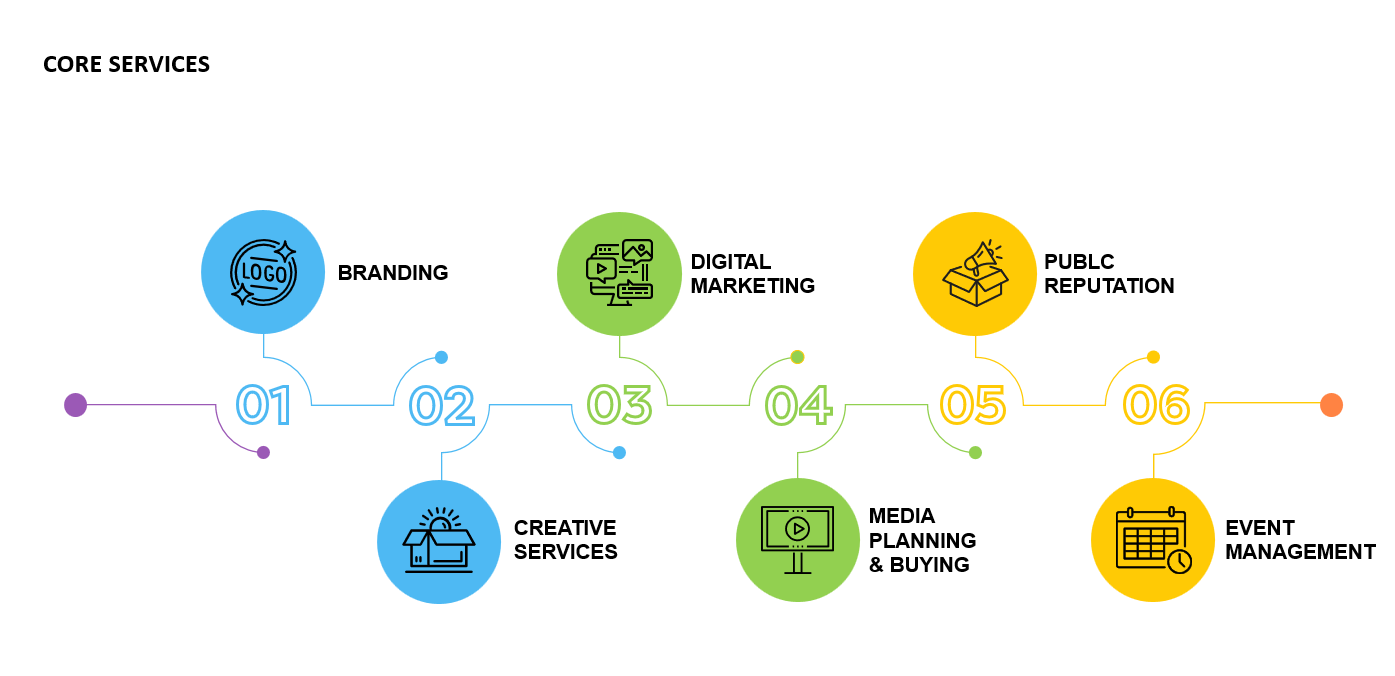 CORE SERVICES
LOGO
BRANDING
DIGITAL
MARKETING
PUBLC
REPUTATION
01
02
03
04
05
06
CREATIVE
SERVICES
MEDIA
PLANNING
& BUYING
EVENT
MANAGEMENT